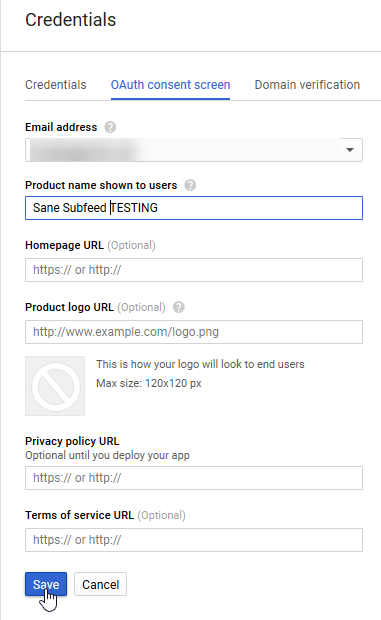 Credentials
Credentials OAuth consent screen Domain verification
Email address ?
Product name shown to users ?
Sane Subfeed TESTING
Homepage URL (Optional)
https:// or http://
Product logo URL (Optional) ?
http://www.example.com/logo.png
This is how your logo will look to end users
Max size: 120x120 px
Privacy policy URL
Optional until you deploy your app
https:// or http://
Terms of service URL (Optional)
https:// or http://
Save Cancel